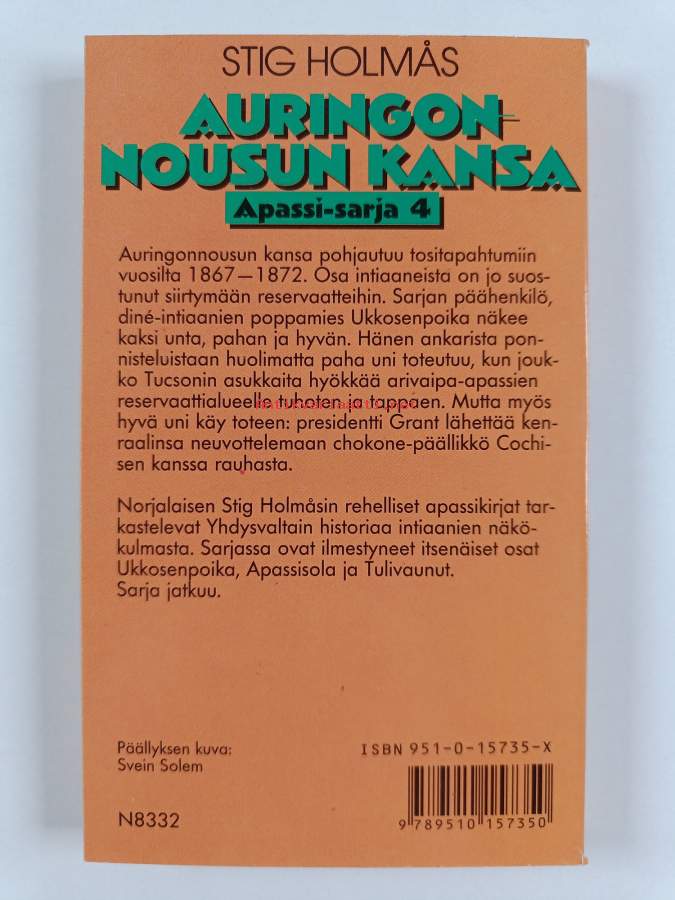 STIG HOLMÅS
AURINGON-
NOUSUN KANSA
Apassi-sarja 4
Auringonnousun kansa pohjautuu tositapahtumiin
vuosilta 1867—1872. Osa intiaaneista on jo suos-
tunut siirtymään reservaatteihin. Sarjan päähenkilö,
diné-intiaanien poppamies Ukkosenpoika näkee
kaksi unta, pahan ja hyvän. Hänen ankarista pon-
nisteluistaan huolimatta paha uni toteutuu, kun jouk-
ko Tucsonin asukkaita hyökkää arivaipa-apassien
reservaattialueelle tuhoten ja tappaen. Mutta myös
hyvä uni käy toteen: presidentti Grant lähettää ken-
raalinsa neuvottelemaan chokone-päällikkö Cochi-
sen kanssa rauhasta.
Norjalaisen Stig Holmåsin rehelliset apassikirjat tar-
kastelevat Yhdysvaltain historiaa intiaanien näkö-
kulmasta. Sarjassa ovat ilmestyneet itsenäiset osat
Ukkosenpoika, Apassisola ja Tulivaunut.
Sarja jatkuu.
Päällyksen kuva:
Svein Solem
ISBN 951-0-15735-X
N8332
9 789510 157350